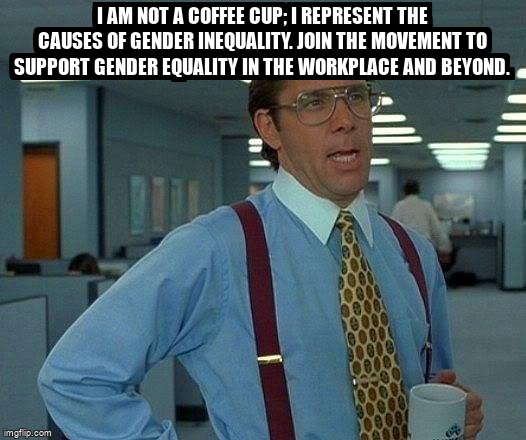 I AM NOT A COFFEE CUP; I REPRESENT THE
CAUSES OF GENDER INEQUALITY. JOIN THE MOVEMENT TO
SUPPORT GENDER EQUALITY IN THE WORKPLACE AND BEYOND.
imgflip.com